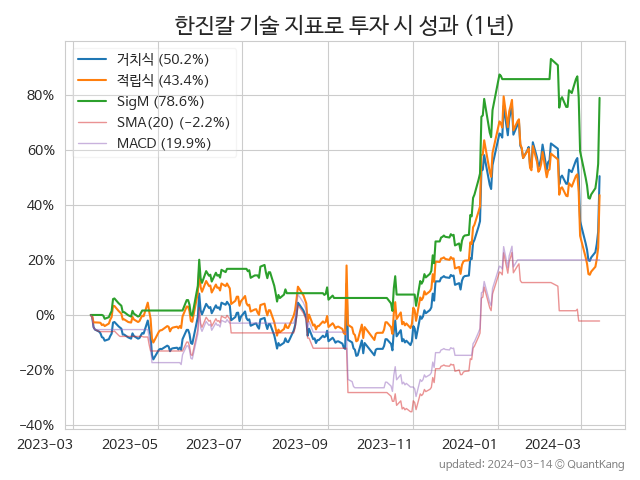 한진칼 기술 지표로 투자 시 성과 (1년)
거치식 (50.2%)
적립식 (43.4%)
SigM (78.6%)
SMA(20) (−2.2%)
MACD (19.9%)
80%
60%
40%
20%
0%
−20%
−40%
2023-03 2023-05 2023-07 2023-09 2023-11 2024-01 2024-03
updated: 2024-03-14 © QuantKang